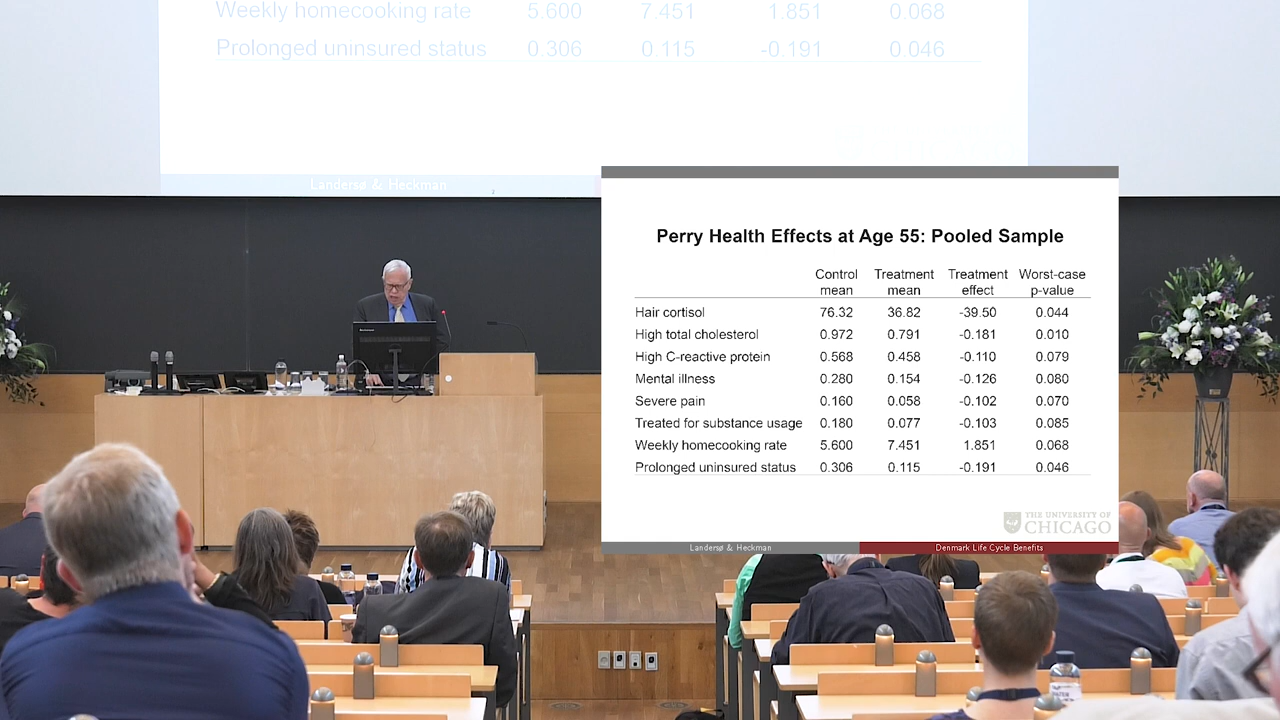 Weekly homecooking rate 5.600 7.451 1.851 0.068
Prolonged uninsured status 0.306 0.115 -0.191 0.046
Landersø & Heckman
Perry Health Effects at Age 55: Pooled Sample
Control mean Treatment mean Treatment effect Worst-case p-value
Hair cortisol 76.32 36.82 -39.50 0.044
High total cholesterol 0.972 0.791 -0.181 0.010
High C-reactive protein 0.568 0.458 -0.110 0.079
Mental illness 0.280 0.154 -0.126 0.080
Severe pain 0.160 0.058 -0.102 0.070
Treated for substance usage 0.180 0.077 -0.103 0.085
Weekly homecooking rate 5.600 7.451 1.851 0.068
Prolonged uninsured status 0.306 0.115 -0.191 0.046
THE UNIVERSITY OF
CHICAGO
Landersø & Heckman Denmark Life Cycle Benefits